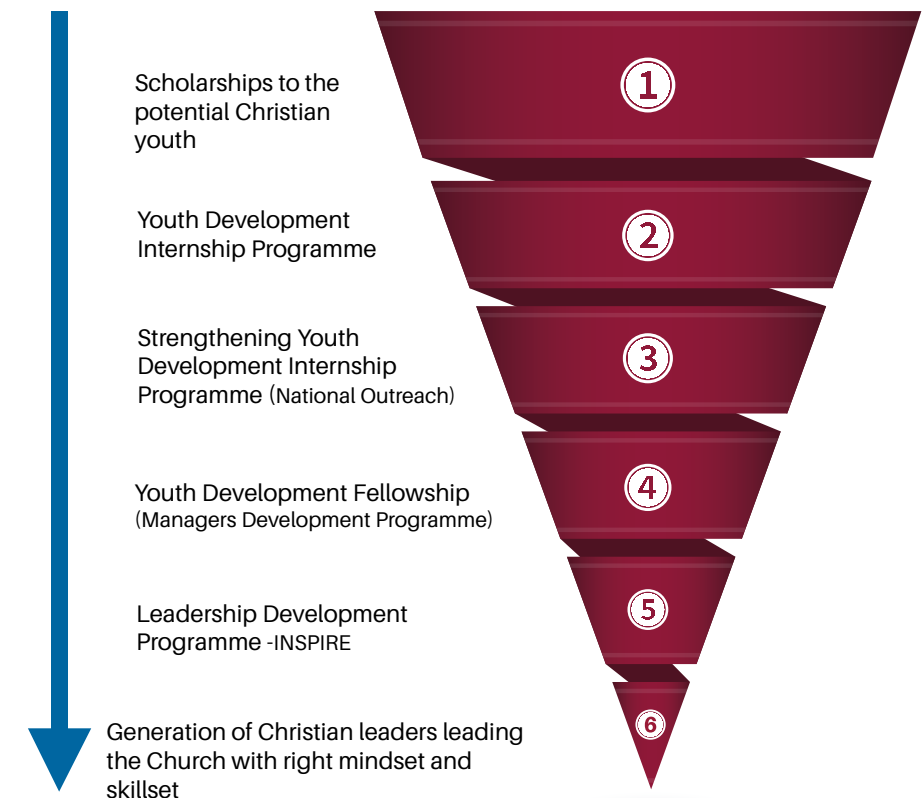 Scholarships to the
potential Christian
youth
1
Youth Development
Internship Programme
2
Strengthening Youth
Development Internship
Programme (National Outreach)
3
Youth Development Fellowship
(Managers Development Programme)
4
Leadership Development
Programme -INSPIRE
5
Generation of Christian leaders leading
the Church with right mindset and
skillset
6